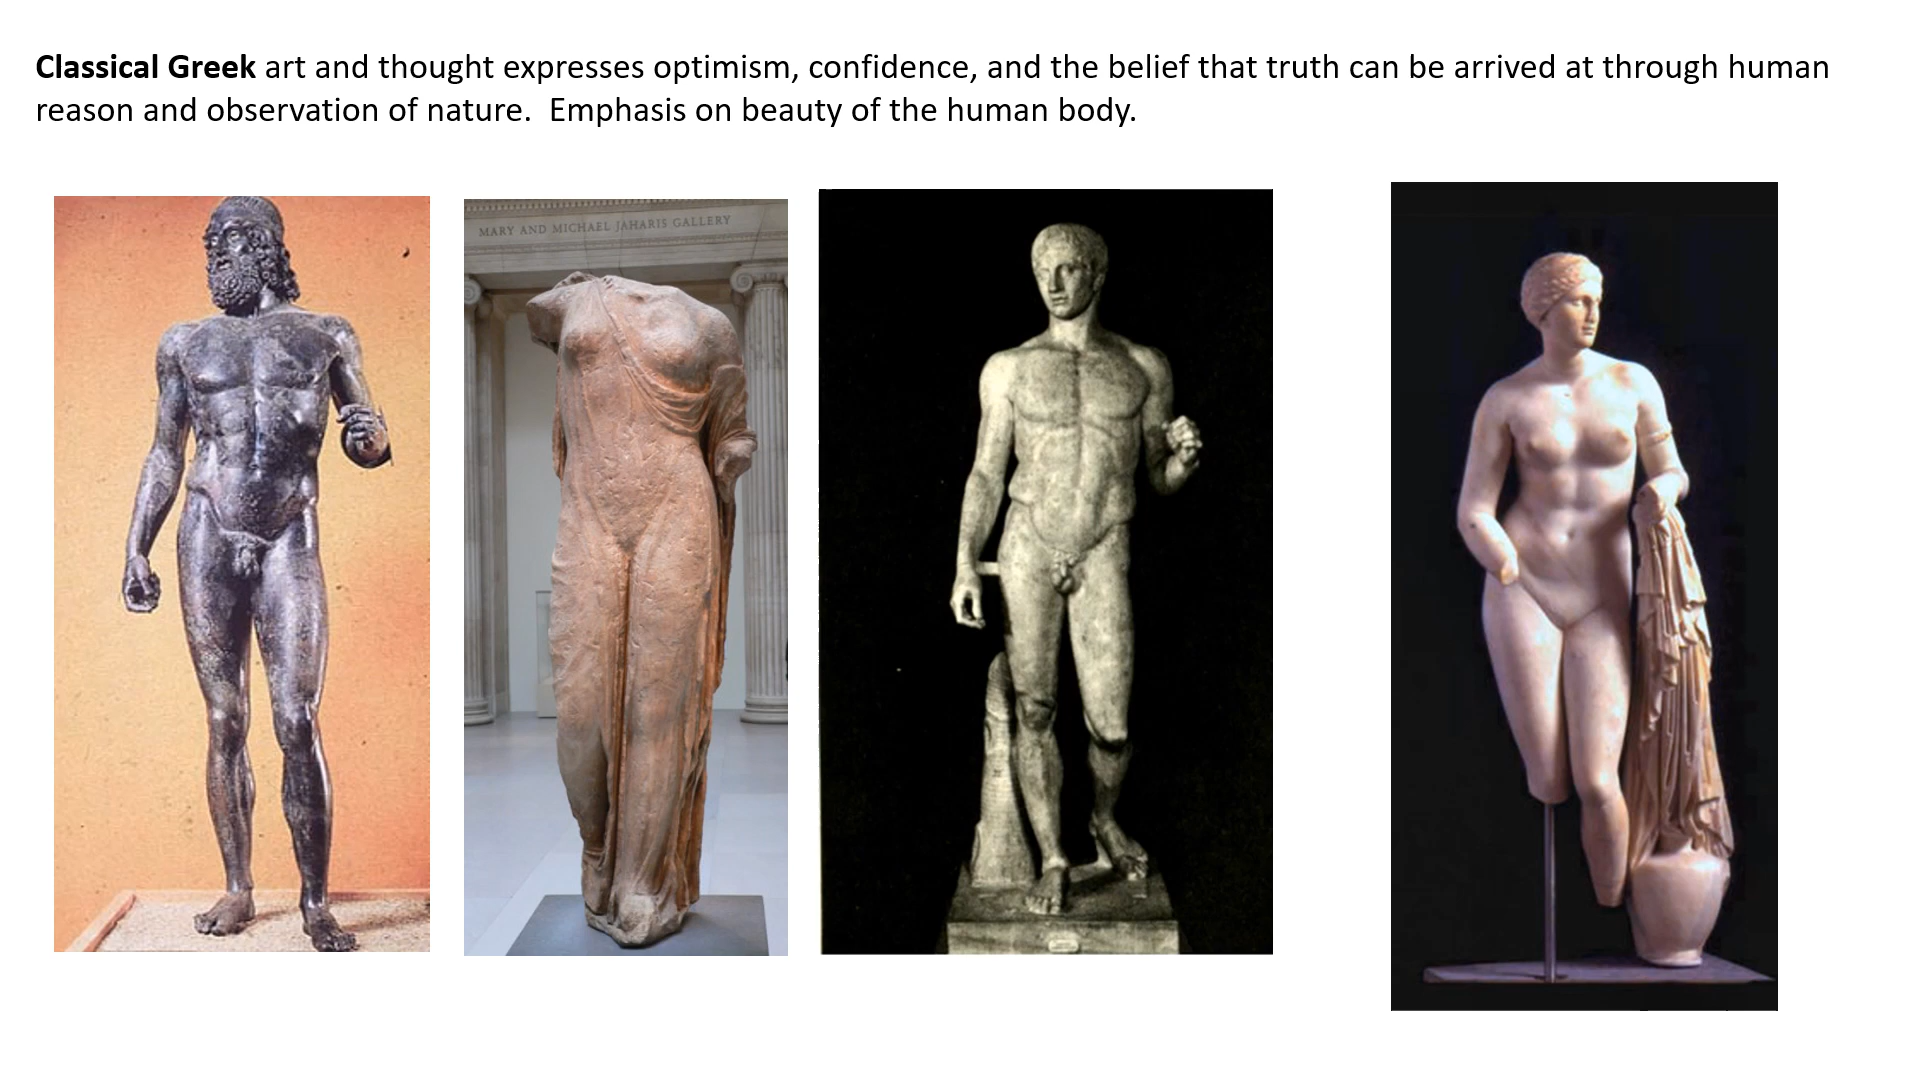 Classical Greek art and thought expresses optimism, confidence, and the belief that truth can be arrived at through human
reason and observation of nature.  Emphasis on beauty of the human body.
MARY AND MICHAEL JAHARIS GALLERY